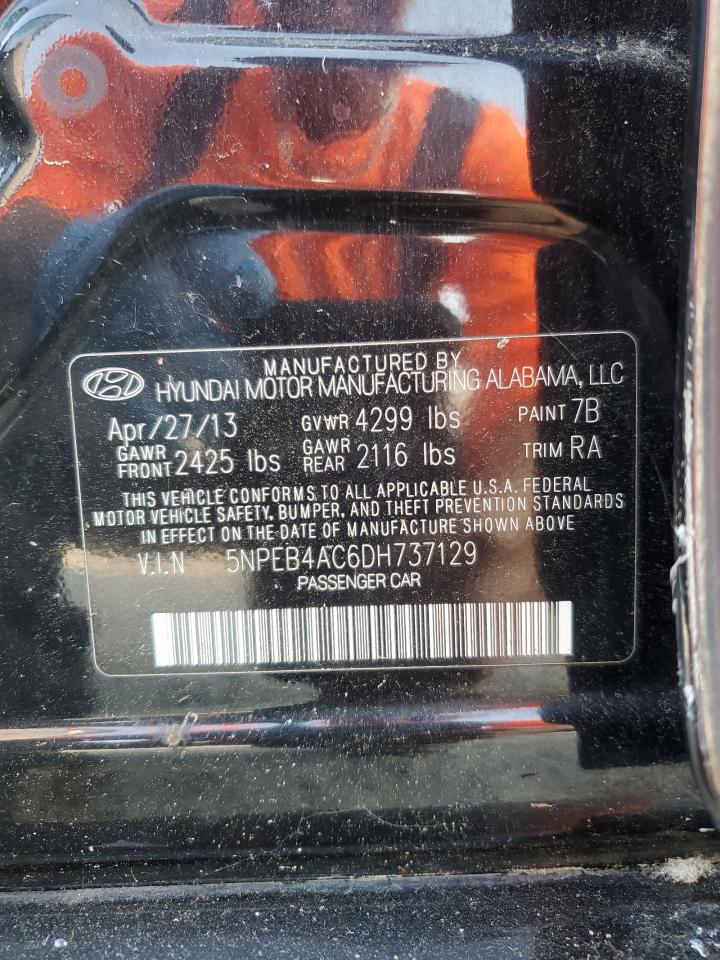 MANUFACTURED BY
HYUNDAI MOTOR MANUFACTURING ALABAMA, LLC
Apr/27/13 GVWR 4299 lbs PAINT 7B
GAWR FRONT 2425 lbs GAWR REAR 2116 lbs TRIM RA
THIS VEHICLE CONFORMS TO ALL APPLICABLE U.S.A. FEDERAL
MOTOR VEHICLE SAFETY, BUMPER, AND THEFT PREVENTION STANDARDS
IN EFFECT ON THE DATE OF MANUFACTURE SHOWN ABOVE
V.I.N 5NPEB4AC6DH737129
PASSENGER CAR